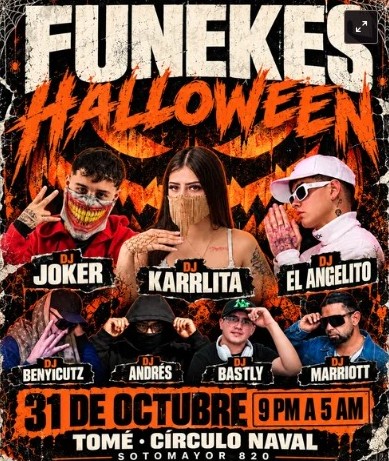 FUNEKES
HALLOWEEN
DJ
JOKER
DJ
KARRLITA
DJ
EL ANGELITO
DJ
BENYICUTZ
DJ
ANDRÉS
DJ
BASTLY
DJ
MARRIOTT
31 DE OCTUBRE 9 PM A 5 AM
TOMÉ · CÍRCULO NAVAL
SOTOMAYOR 820